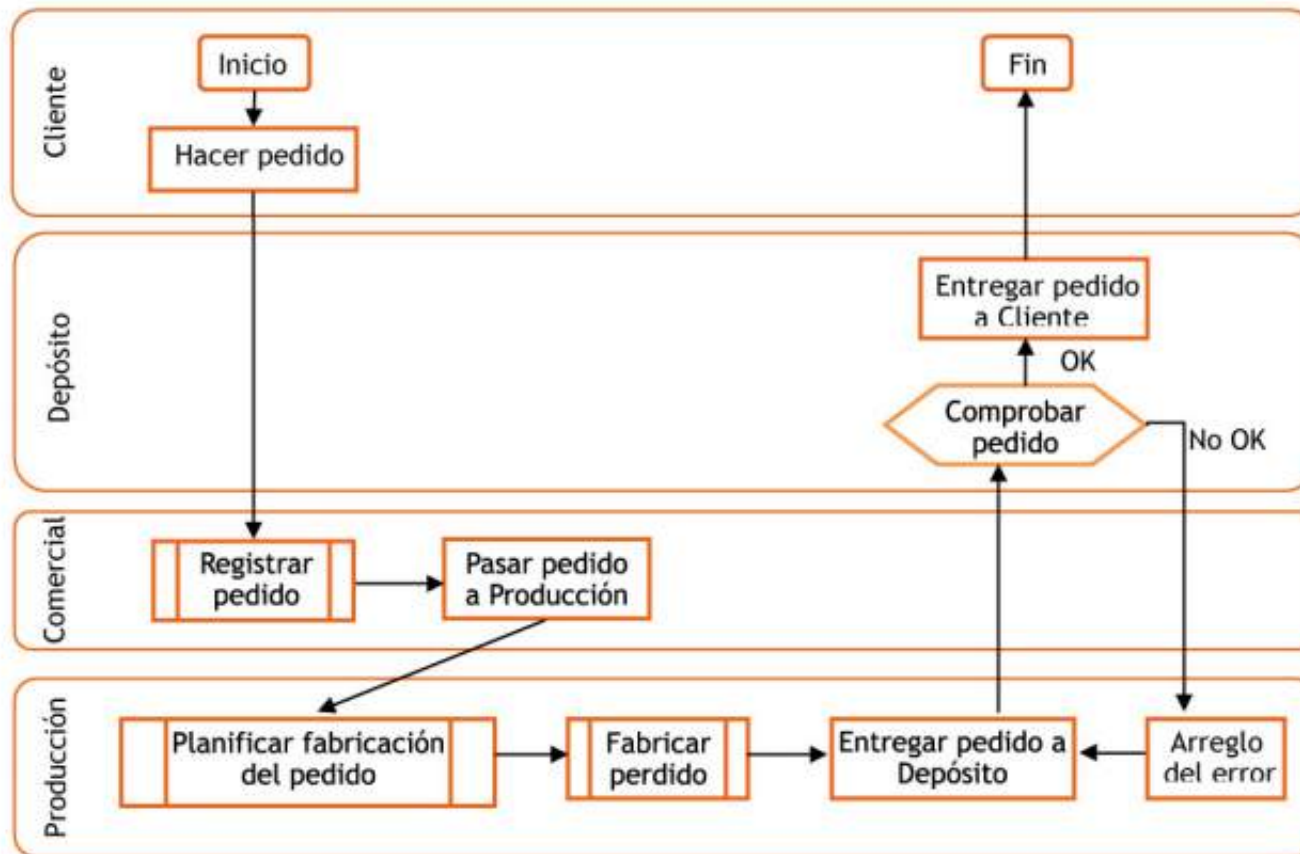 Cliente
Inicio
Fin
Hacer pedido
Depósito
Entregar pedido
a Cliente
OK
Comprobar
pedido
No OK
Comercial
Registrar
pedido
Pasar pedido
a Producción
Producción
Planificar fabricación
del pedido
Fabricar
perdido
Entregar pedido a
Depósito
Arreglo
del error